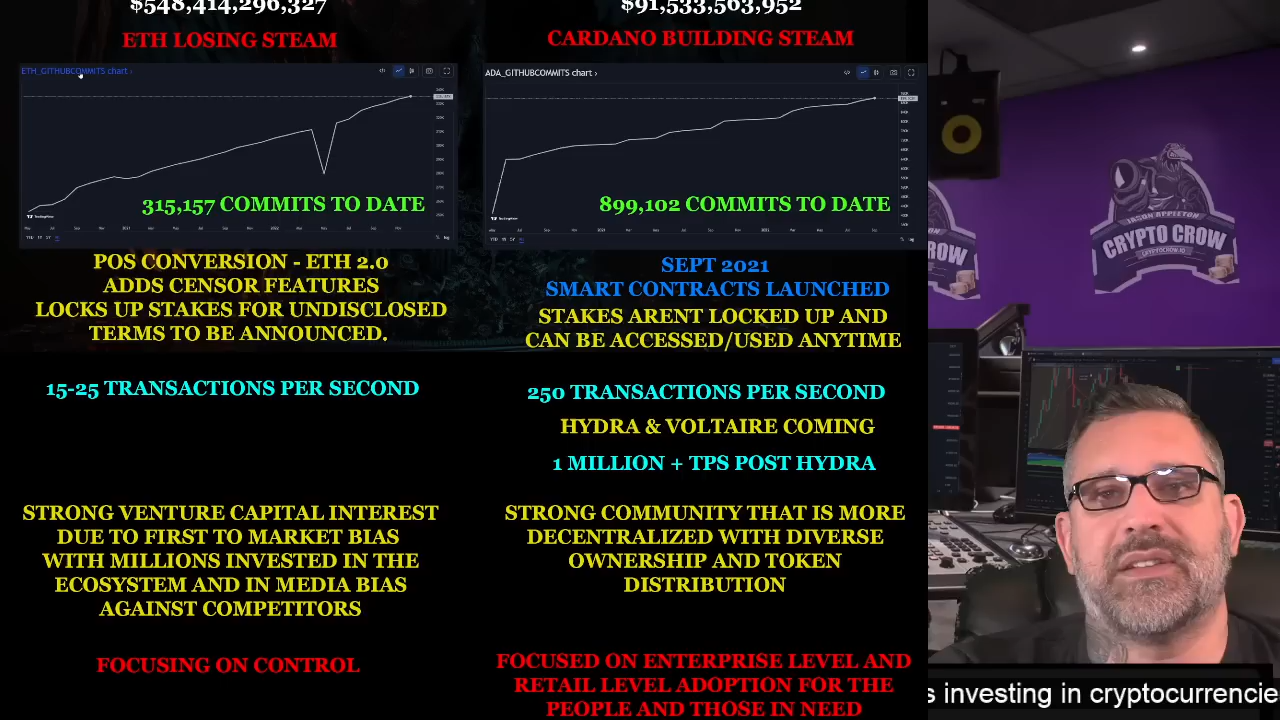 $548,414,296,327
ETH LOSING STEAM
ETH_GITHUBCOMMITS chart ›
315,157 COMMITS TO DATE
POS CONVERSION - ETH 2.0
ADDS CENSOR FEATURES
LOCKS UP STAKES FOR UNDISCLOSED
TERMS TO BE ANNOUNCED.
15-25 TRANSACTIONS PER SECOND
STRONG VENTURE CAPITAL INTEREST
DUE TO FIRST TO MARKET BIAS
WITH MILLIONS INVESTED IN THE
ECOSYSTEM AND IN MEDIA BIAS
AGAINST COMPETITORS
FOCUSING ON CONTROL
$91,533,563,952
CARDANO BUILDING STEAM
ADA_GITHUBCOMMITS chart ›
899,102 COMMITS TO DATE
SEPT 2021
SMART CONTRACTS LAUNCHED
STAKES ARENT LOCKED UP AND
CAN BE ACCESSED/USED ANYTIME
250 TRANSACTIONS PER SECOND
HYDRA & VOLTAIRE COMING
1 MILLION + TPS POST HYDRA
STRONG COMMUNITY THAT IS MORE
DECENTRALIZED WITH DIVERSE
OWNERSHIP AND TOKEN
DISTRIBUTION
FOCUSED ON ENTERPRISE LEVEL AND
RETAIL LEVEL ADOPTION FOR THE
PEOPLE AND THOSE IN NEED
JASON APPLETON
CRYPTO CROW
s investing in cryptocurrencie